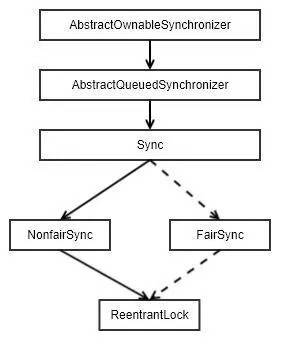 AbstractOwnableSynchronizer
AbstractQueuedSynchronizer
Sync
NonfairSync
FairSync
ReentrantLock